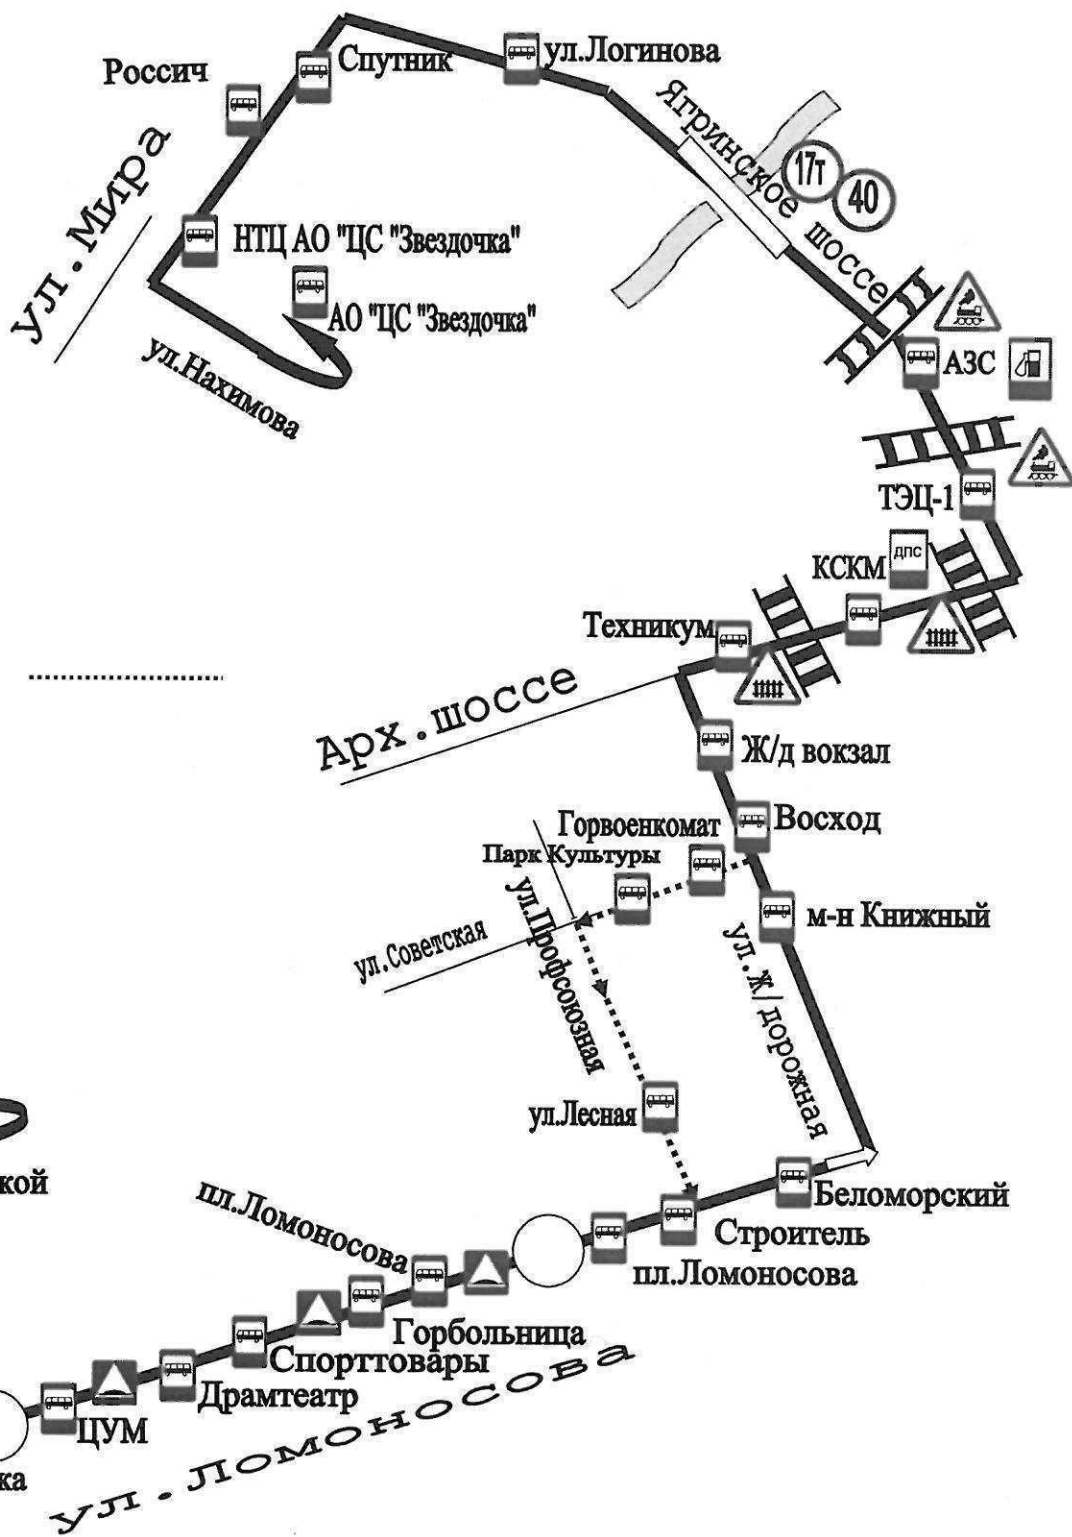 Россич
Спутник
ул.Логинова
ул.Мира
Ягринское шоссе
17т
40
НТЦ АО "ЦС "Звездочка"
АО "ЦС "Звездочка"
ул.Нахимова
АЗС
ТЭЦ-1
ДПС
КСКМ
Техникум
Арх.шоссе
Ж/д вокзал
Восход
Горвоенкомат
Парк Культуры
м-н Книжный
ул.Советская
ул.Профсоюзная
ул.ж/дорожная
ул.Лесная
кой
Беломорский
Строитель
пл.Ломоносова
пл.Ломоносова
Горбольница
Спорттовары
Драмтеатр
ЦУМ
ка
ул.Ломоносова